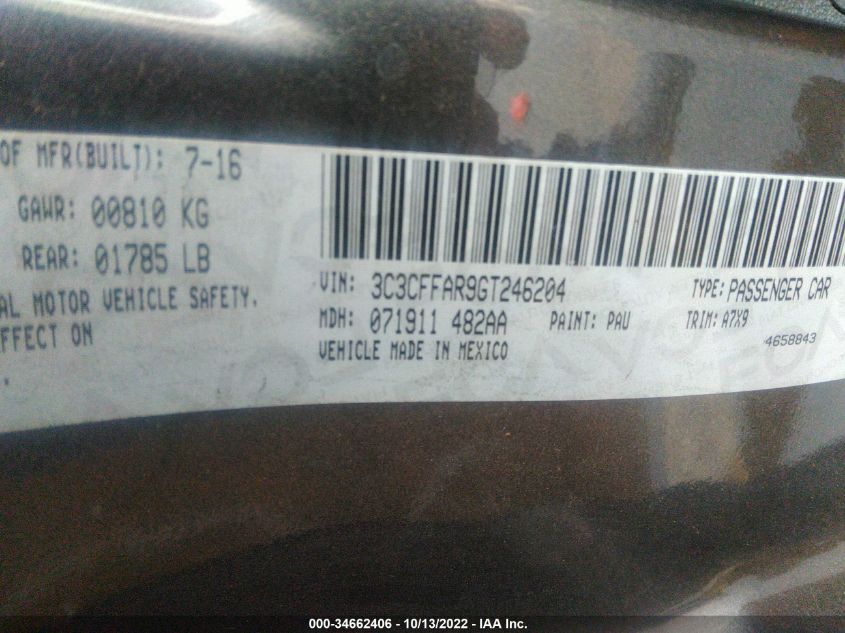 OF MFR(BUILT): 7-16
GAWR: 00810 KG
REAR: 01785 LB
AL MOTOR VEHICLE SAFETY.
EFFECT ON
VIN: 3C3CFFAR9GT246204
TYPE: PASSENGER CAR
MDH: 071911 482AA
PAINT: PAU
TRIM: A7X9
VEHICLE MADE IN MEXICO
4658843
000-34662406 - 10/13/2022 - IAA Inc.